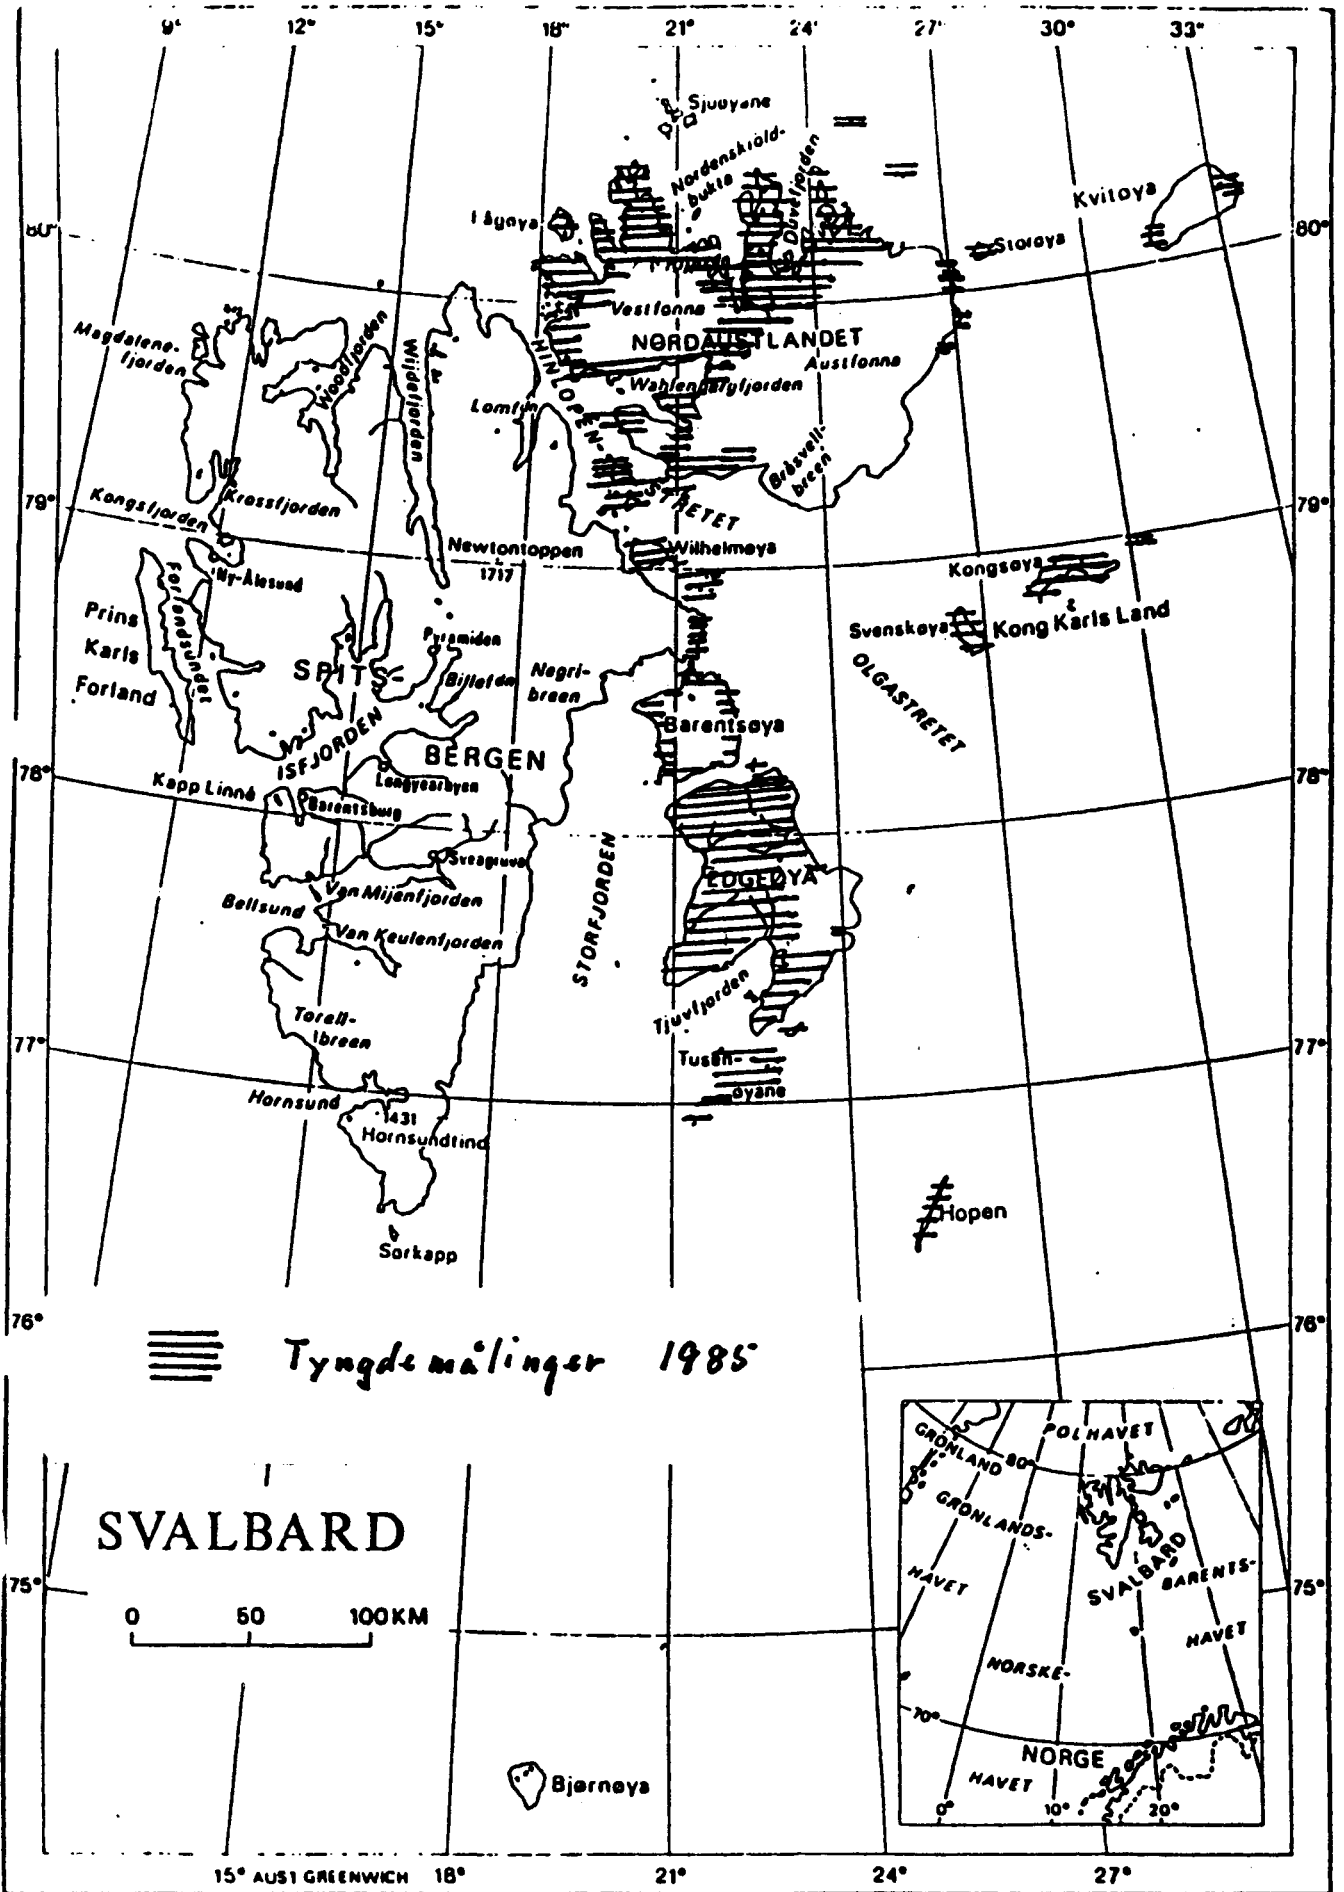 9° 12° 15° 18° 21° 24° 27° 30° 33°
Sjuøyane
Nordenskiöld-
bukta
Duvefjorden
Kvitøya
Lågøya
80° 80°
Storøya
Vestfonna
Magdalene-
fjorden
Woodfjorden
Wijdefjorden
HINLOPEN-
NORDAUSTLANDET
Austfonna
Wahlenbergfjorden
Lomfjn
Bråsvell-
breen
Kongsfjorden
Krossfjorden
79° 79°
STRETET
Newtontoppen
1717
Wilhelmøya
Kongsøya
Ny-Ålesund
Forlandsundet
Prins
Karls
Forland
Svenskøya
Kong Karls Land
Pyramiden
SPITS-
Billefdn
Negri-
breen
OLGASTRETET
Barentsøya
ISFJORDEN
BERGEN
78° 78°
Kapp Linné
Longyearbyen
Barentsburg
Sveagruva
STORFJORDEN
EDGEØYA
Van Mijenfjorden
Bellsund
Van Keulenfjorden
Tjuvfjorden
Torell-
breen
77° 77°
Tusen-
øyane
Hornsund
1431
Hornsundtind
Hopen
Sørkapp
76° 76°
Tyngdemålinger 1985
SVALBARD
75° 75°
0 50 100 KM
Bjørnøya
GRØNLAND
80°
POLHAVET
GRØNLANDS-
HAVET
SVALBARD
BARENTS-
HAVET
NORSKE-
70°
NORGE
HAVET
0° 10° 20°
15° AUST GREENWICH 18° 21° 24° 27°